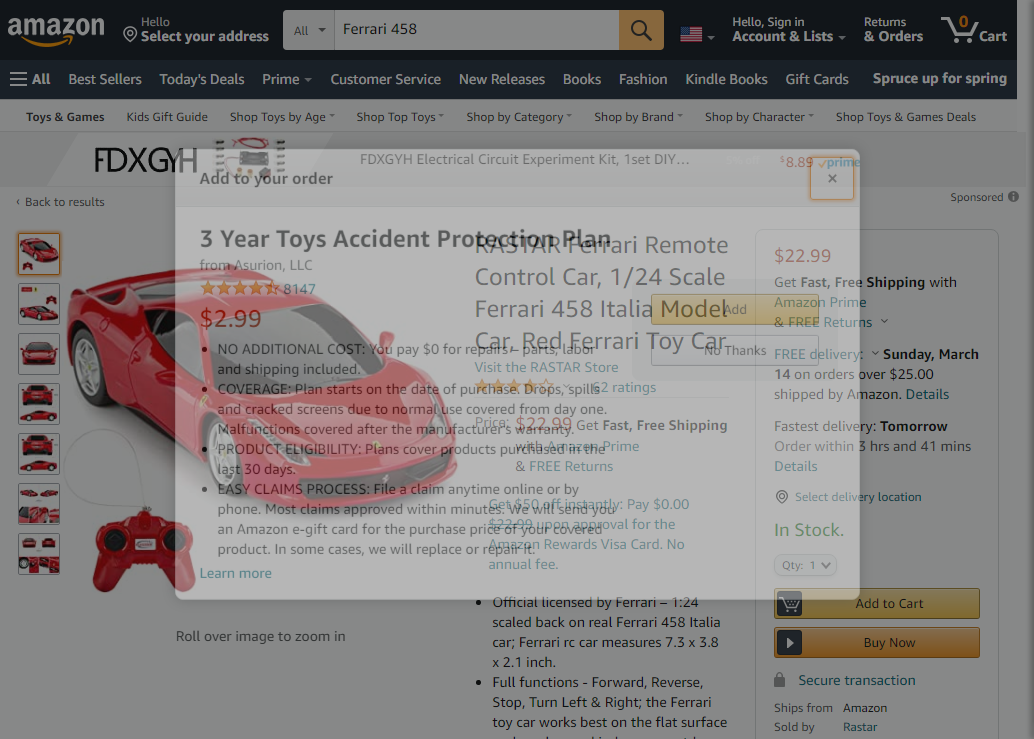 amazon
Hello
Select your address
All
Ferrari 458
Hello, Sign in
Account & Lists
Returns
& Orders
0
Cart
All
Best Sellers
Today's Deals
Prime
Customer Service
New Releases
Books
Fashion
Kindle Books
Gift Cards
Spruce up for spring
Toys & Games
Kids Gift Guide
Shop Toys by Age
Shop Top Toys
Shop by Category
Shop by Brand
Shop by Character
Shop Toys & Games Deals
FDXGYH
FDXGYH Electrical Circuit Experiment Kit, 1set DIY…
$8.89
prime
Sponsored
‹ Back to results
Add to your order
×
3 Year Toys Accident Protection Plan
from Asurion, LLC
8147
$2.99
• NO ADDITIONAL COST: You pay $0 for repairs – parts, labor
and shipping included.
• COVERAGE: Plan starts on the date of purchase. Drops, spills
and cracked screens due to normal use covered from day one.
Malfunctions covered after the manufacturer's warranty.
• PRODUCT ELIGIBILITY: Plans cover products purchased in the
last 30 days.
• EASY CLAIMS PROCESS: File a claim anytime online or by
phone. Most claims approved within minutes. We will send you
an Amazon e-gift card for the purchase price of your covered
product. In some cases, we will replace or repair it.
Learn more
Add
No Thanks
RASTAR Ferrari Remote
Control Car, 1/24 Scale
Ferrari 458 Italia Model
Car, Red Ferrari Toy Car
Visit the RASTAR Store
62 ratings
Price: $22.99 Get Fast, Free Shipping
with Amazon Prime
& FREE Returns
Get $50 off instantly: Pay $0.00
$22.99 upon approval for the
Amazon Rewards Visa Card. No
annual fee.
• Official licensed by Ferrari – 1:24
scaled back on real Ferrari 458 Italia
car; Ferrari rc car measures 7.3 x 3.8
x 2.1 inch.
• Full functions - Forward, Reverse,
Stop, Turn Left & Right; the Ferrari
toy car works best on the flat surface
Roll over image to zoom in
$22.99
Get Fast, Free Shipping with
Amazon Prime
& FREE Returns
FREE delivery: Sunday, March
14 on orders over $25.00
shipped by Amazon. Details
Fastest delivery: Tomorrow
Order within 3 hrs and 41 mins
Details
Select delivery location
In Stock.
Qty: 1
Add to Cart
Buy Now
Secure transaction
Ships from Amazon
Sold by Rastar